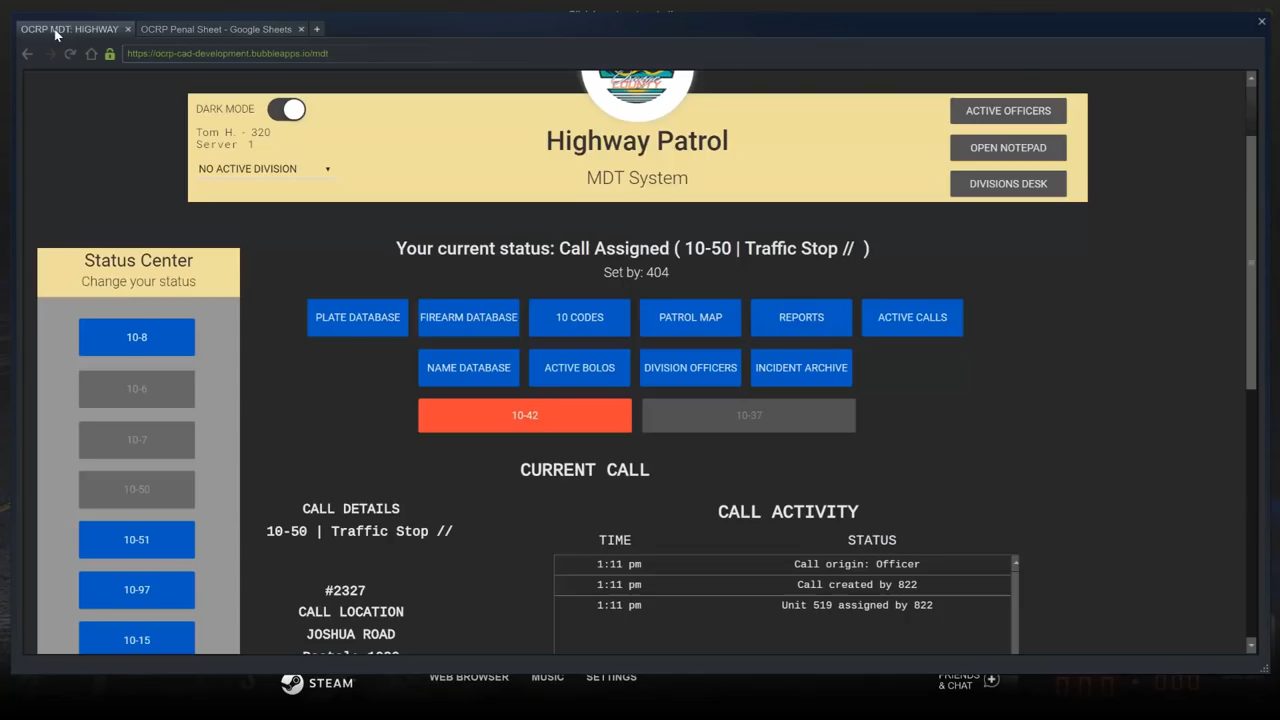 OCRP MDT: HIGHWAY
OCRP Penal Sheet - Google Sheets
https://ocrp-cad-development.bubbleapps.io/mdt
COUNTY
DARK MODE
Tom H. - 320
Server 1
NO ACTIVE DIVISION
Highway Patrol
MDT System
ACTIVE OFFICERS
OPEN NOTEPAD
DIVISIONS DESK
Your current status: Call Assigned ( 10-50 | Traffic Stop // )
Set by: 404
Status Center
Change your status
10-8
10-6
10-7
10-50
10-51
10-97
10-15
PLATE DATABASE
FIREARM DATABASE
10 CODES
PATROL MAP
REPORTS
ACTIVE CALLS
NAME DATABASE
ACTIVE BOLOS
DIVISION OFFICERS
INCIDENT ARCHIVE
10-42
10-37
CURRENT CALL
CALL DETAILS
10-50 | Traffic Stop //
#2327
CALL LOCATION
JOSHUA ROAD
CALL ACTIVITY
TIME STATUS
1:11 pm Call origin: Officer
1:11 pm Call created by 822
1:11 pm Unit 519 assigned by 822
STEAM
WEB BROWSER
MUSIC
SETTINGS
FRIENDS
& CHAT